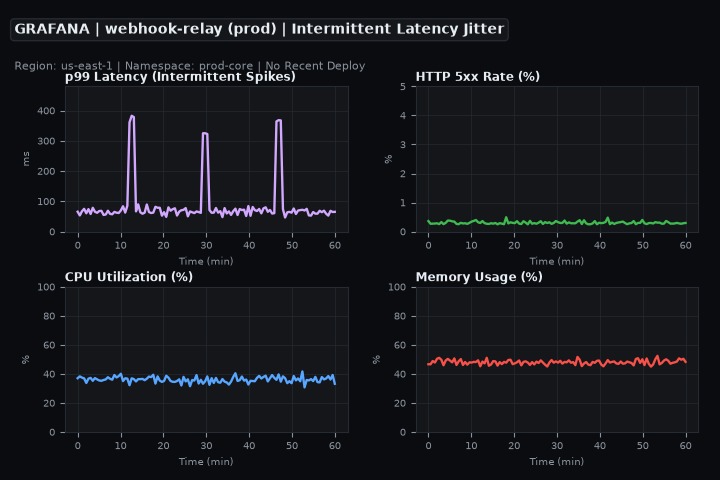 GRAFANA | webhook-relay (prod) | Intermittent Latency Jitter
Region: us-east-1 | Namespace: prod-core | No Recent Deploy
p99 Latency (Intermittent Spikes)
400
300
200
100
0
ms
0 10 20 30 40 50 60
Time (min)
HTTP 5xx Rate (%)
5
4
3
2
1
0
%
0 10 20 30 40 50 60
Time (min)
CPU Utilization (%)
100
80
60
40
20
0
%
0 10 20 30 40 50 60
Time (min)
Memory Usage (%)
100
80
60
40
20
0
%
0 10 20 30 40 50 60
Time (min)